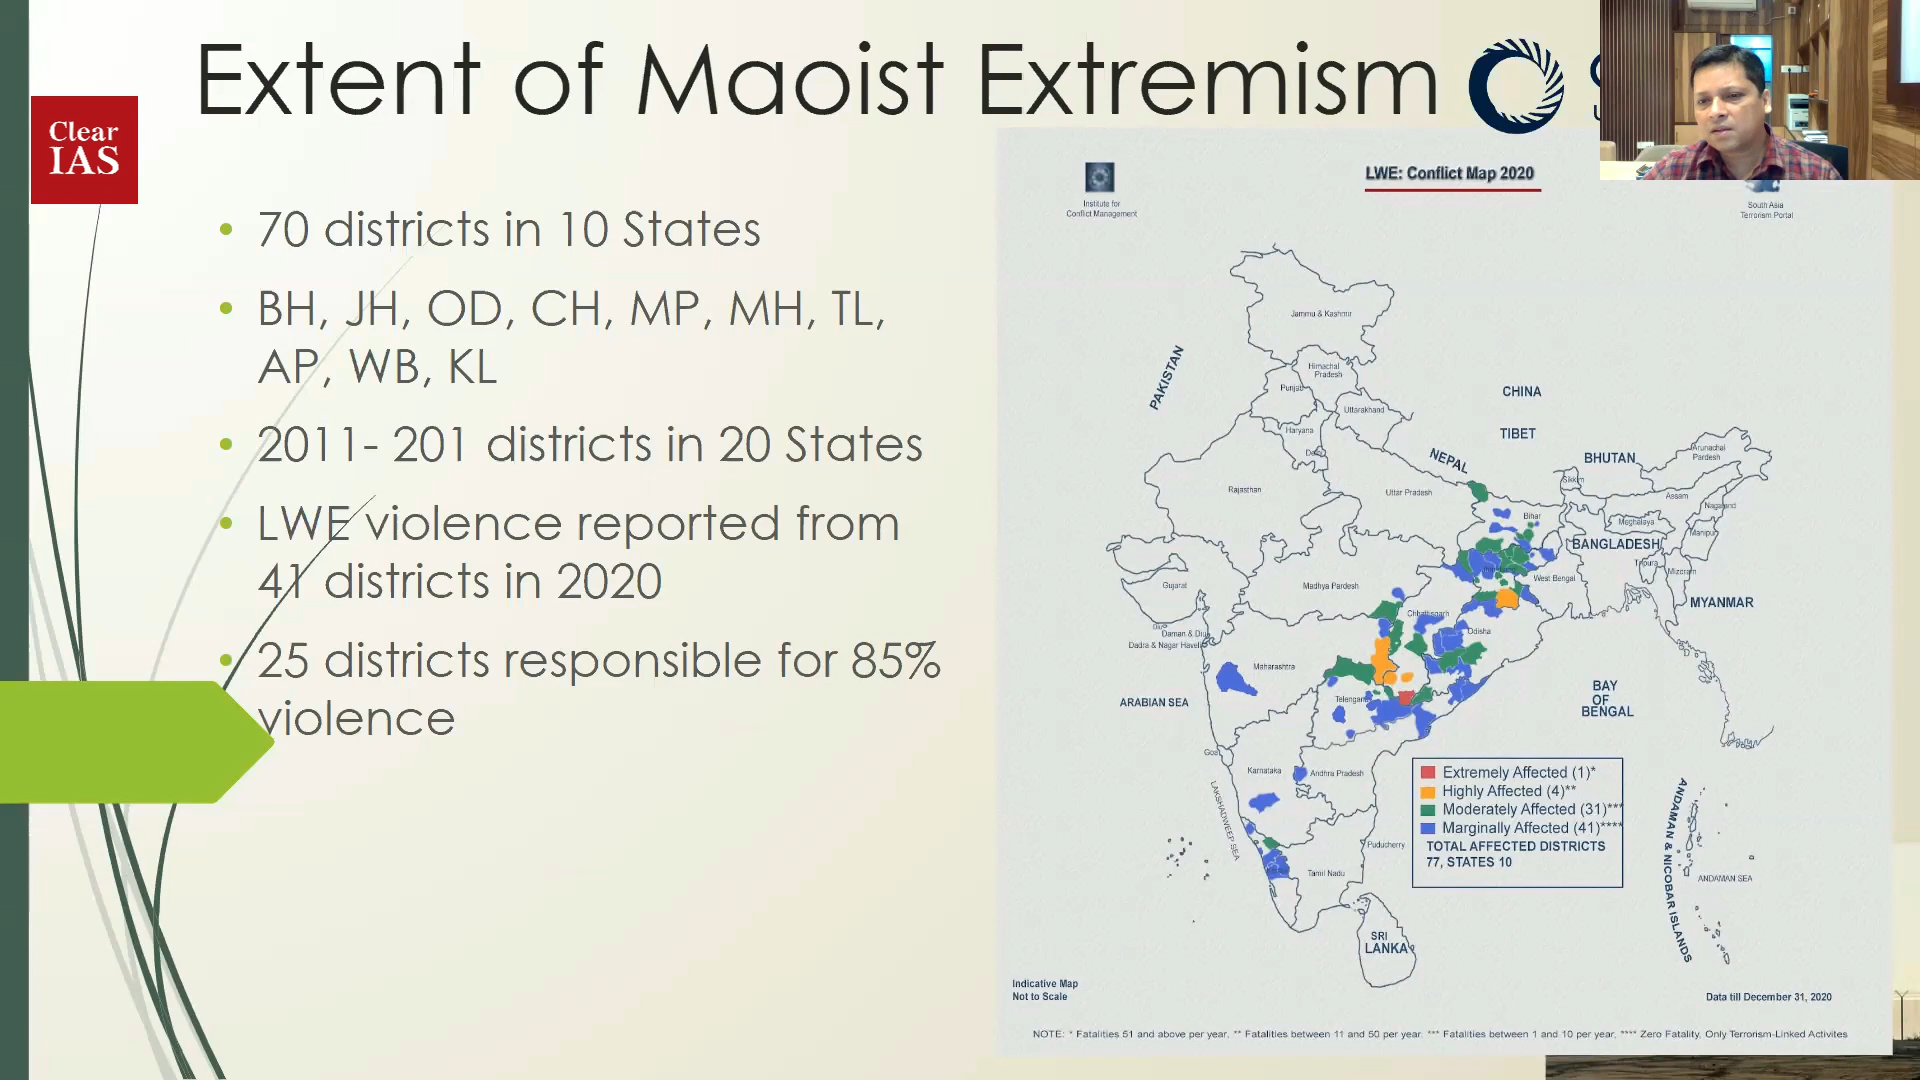 Extent of Maoist Extremism
Clear
IAS
70 districts in 10 States
BH, JH, OD, CH, MP, MH, TL,
AP, WB, KL
2011- 201 districts in 20 States
LWE violence reported from
41 districts in 2020
25 districts responsible for 85%
violence
LWE: Conflict Map 2020
Institute for
Conflict Management
South Asia
Terrorism Portal
Jammu & Kashmir
Himachal
Pradesh
Punjab
Uttarakhand
Haryana
PAKISTAN
CHINA
TIBET
NEPAL
BHUTAN
Arunachal
Pardesh
Sikkim
Assam
Nagaland
Rajasthan
Uttar Pradesh
Bihar
Meghalaya
Manipur
BANGLADESH
Tripura
Mizoram
Gujarat
Madhya Pardesh
West Bengal
MYANMAR
Chhattisgarh
Odisha
Daman & Diu
Dadra & Nagar Haveli
Maharashtra
ARABIAN SEA
Telengana
BAY
OF
BENGAL
Goa
Karnataka
Andhra Pradesh
LAKSHADWEEP SEA
Extremely Affected (1)*
Highly Affected (4)**
Moderately Affected (31)***
Marginally Affected (41)****
TOTAL AFFECTED DISTRICTS
77, STATES 10
Puducherry
Tamil Nadu
ANDAMAN & NICOBAR ISLANDS
ANDAMAN SEA
SRI
LANKA
Indicative Map
Not to Scale
Data till December 31, 2020
NOTE: * Fatalities 51 and above per year, ** Fatalities between 11 and 50 per year. *** Fatalities between 1 and 10 per year, **** Zero Fatality, Only Terrorism-Linked Activites